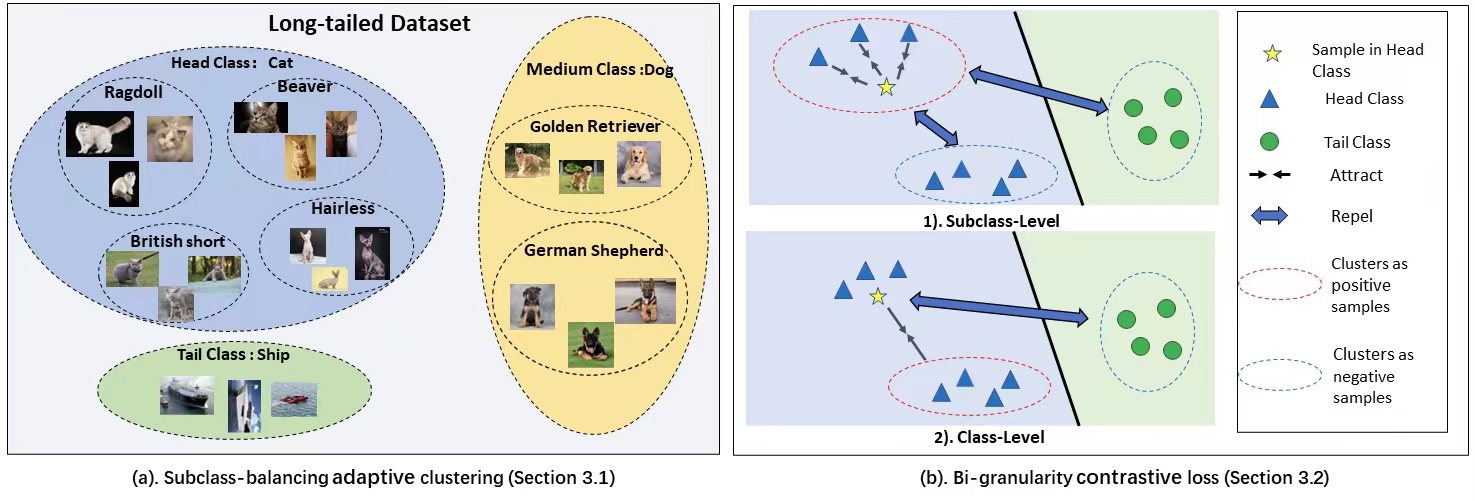 Long-tailed Dataset
Head Class: Cat
Ragdoll
Beaver
British short
Hairless
Medium Class :Dog
Golden Retriever
German Shepherd
Tail Class : Ship
(a). Subclass-balancing adaptive clustering (Section 3.1)
1). Subclass-Level
2). Class-Level
Sample in Head
Class
Head Class
Tail Class
Attract
Repel
Clusters as
positive
samples
Clusters as
negative
samples
(b). Bi-granularity contrastive loss (Section 3.2)